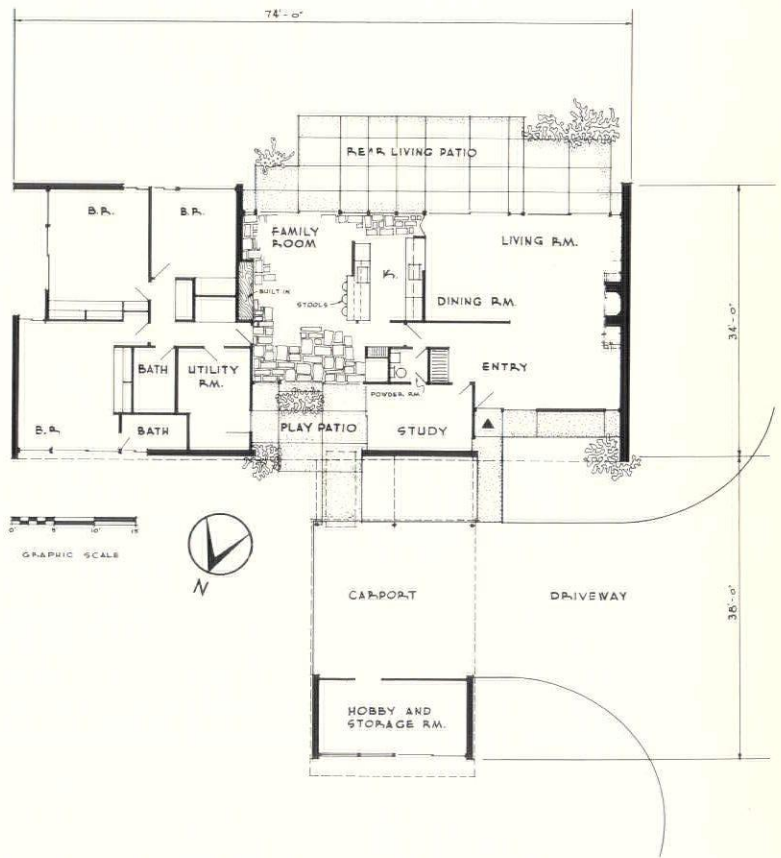 74'-0"
REAR LIVING PATIO
B.R.
B.R.
FAMILY
ROOM
LIVING RM.
K.
BUILT IN
STOOLS
DINING RM.
34'-0"
BATH
UTILITY
RM.
ENTRY
POWDER RM.
B.R.
BATH
PLAY PATIO
STUDY
0' 5' 10' 15'
GRAPHIC SCALE
N
CARPORT
DRIVEWAY
38'-0"
HOBBY AND
STORAGE RM.